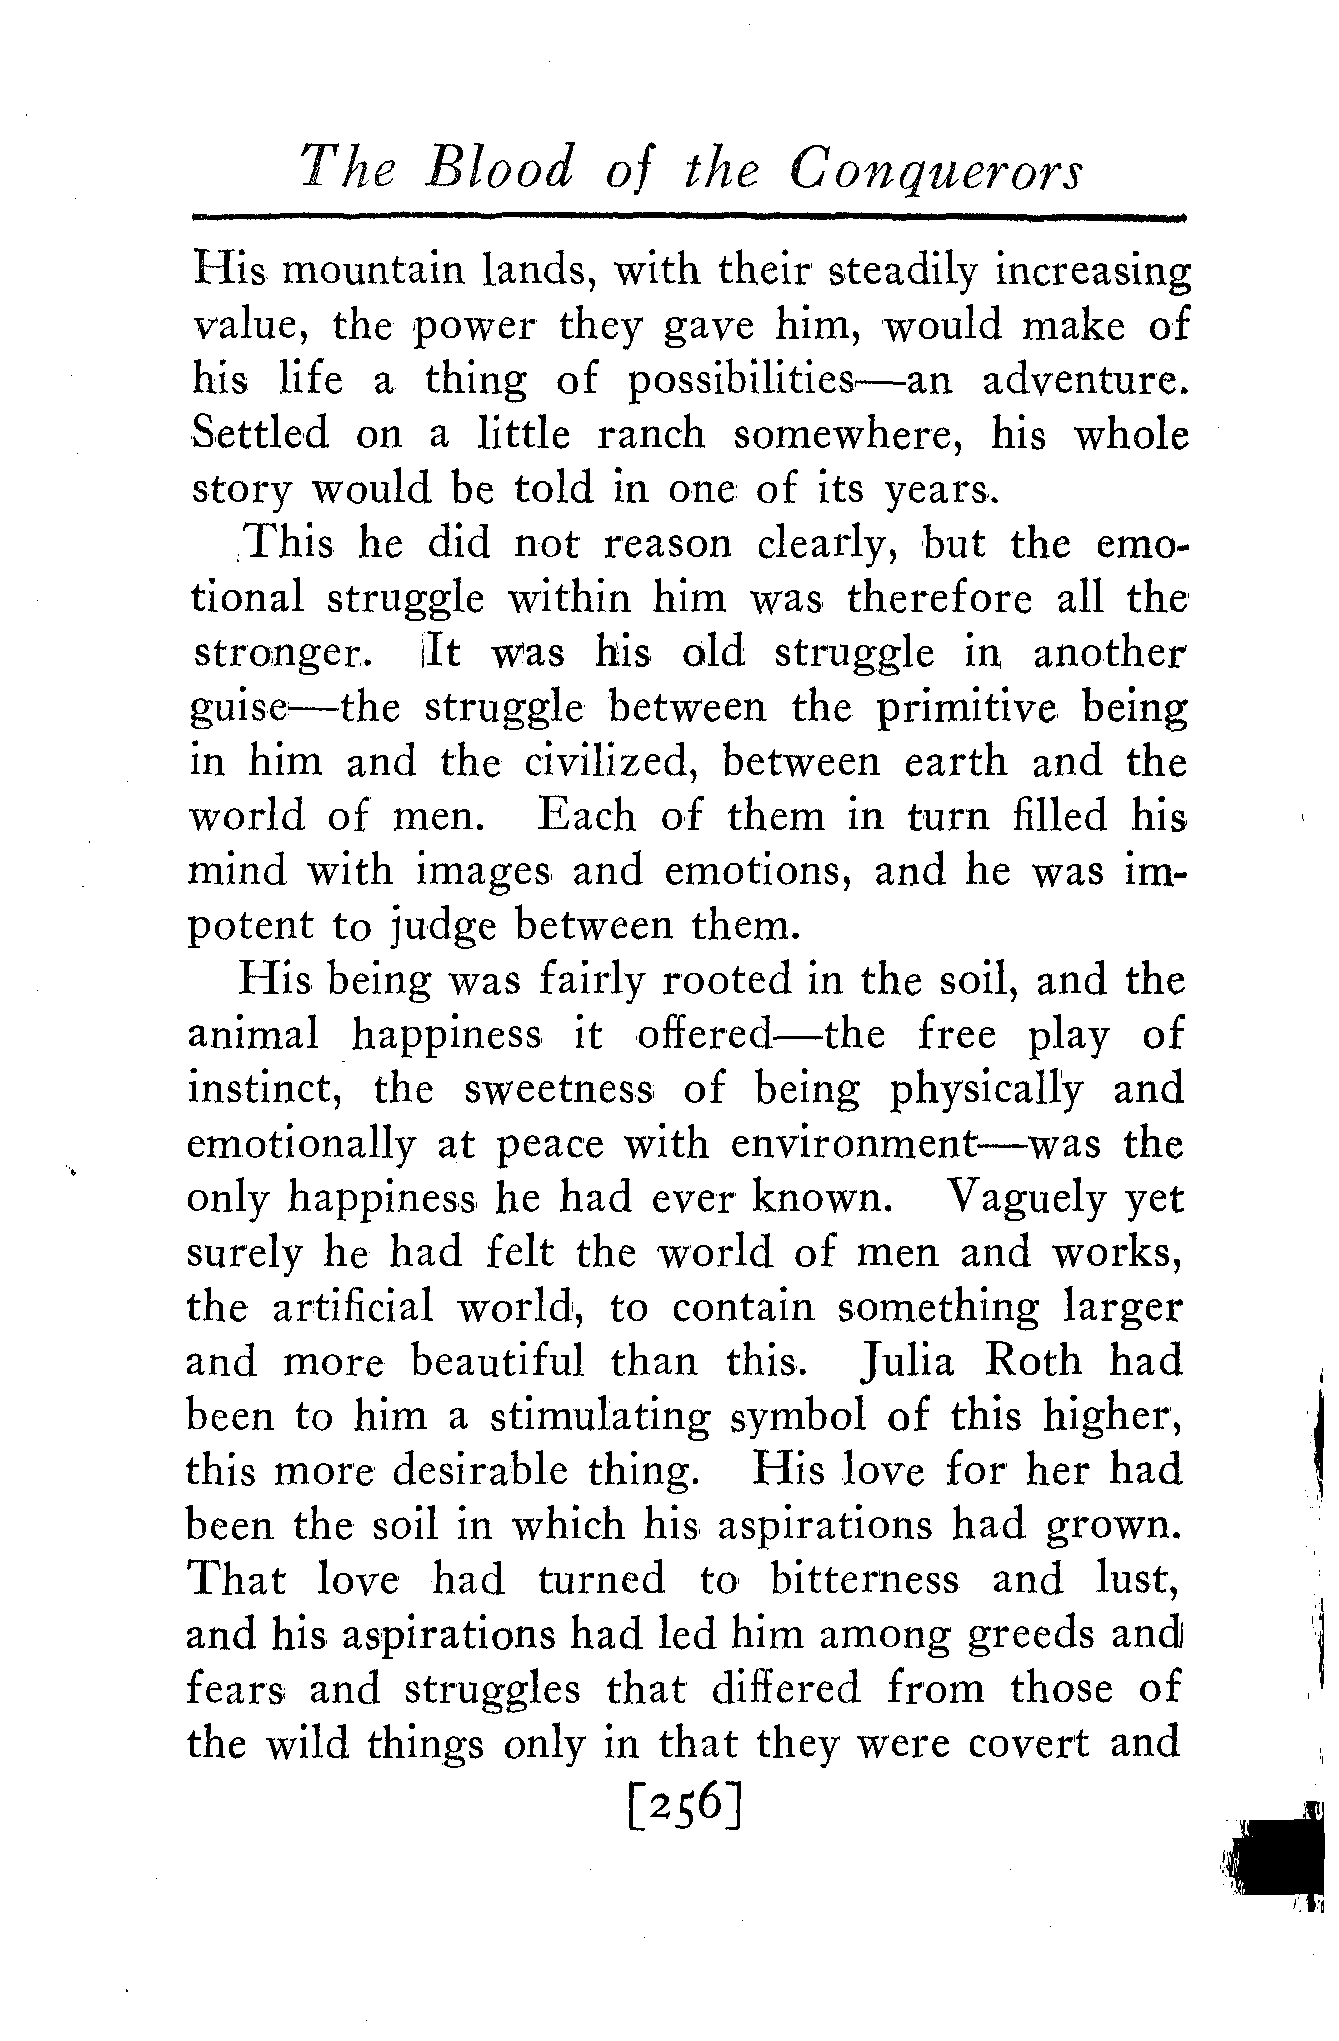 The Blood of the Conquerors
His mountain lands, with their steadily increasing
value, the power they gave him, would make of
his life a thing of possibilities—an adventure.
Settled on a little ranch somewhere, his whole
story would be told in one of its years.
This he did not reason clearly, but the emo-
tional struggle within him was therefore all the
stronger. It was his old struggle in another
guise—the struggle between the primitive being
in him and the civilized, between earth and the
world of men. Each of them in turn filled his
mind with images and emotions, and he was im-
potent to judge between them.
His being was fairly rooted in the soil, and the
animal happiness it offered—the free play of
instinct, the sweetness of being physically and
emotionally at peace with environment—was the
only happiness he had ever known. Vaguely yet
surely he had felt the world of men and works,
the artificial world, to contain something larger
and more beautiful than this. Julia Roth had
been to him a stimulating symbol of this higher,
this more desirable thing. His love for her had
been the soil in which his aspirations had grown.
That love had turned to bitterness and lust,
and his aspirations had led him among greeds and
fears and struggles that differed from those of
the wild things only in that they were covert and
[256]